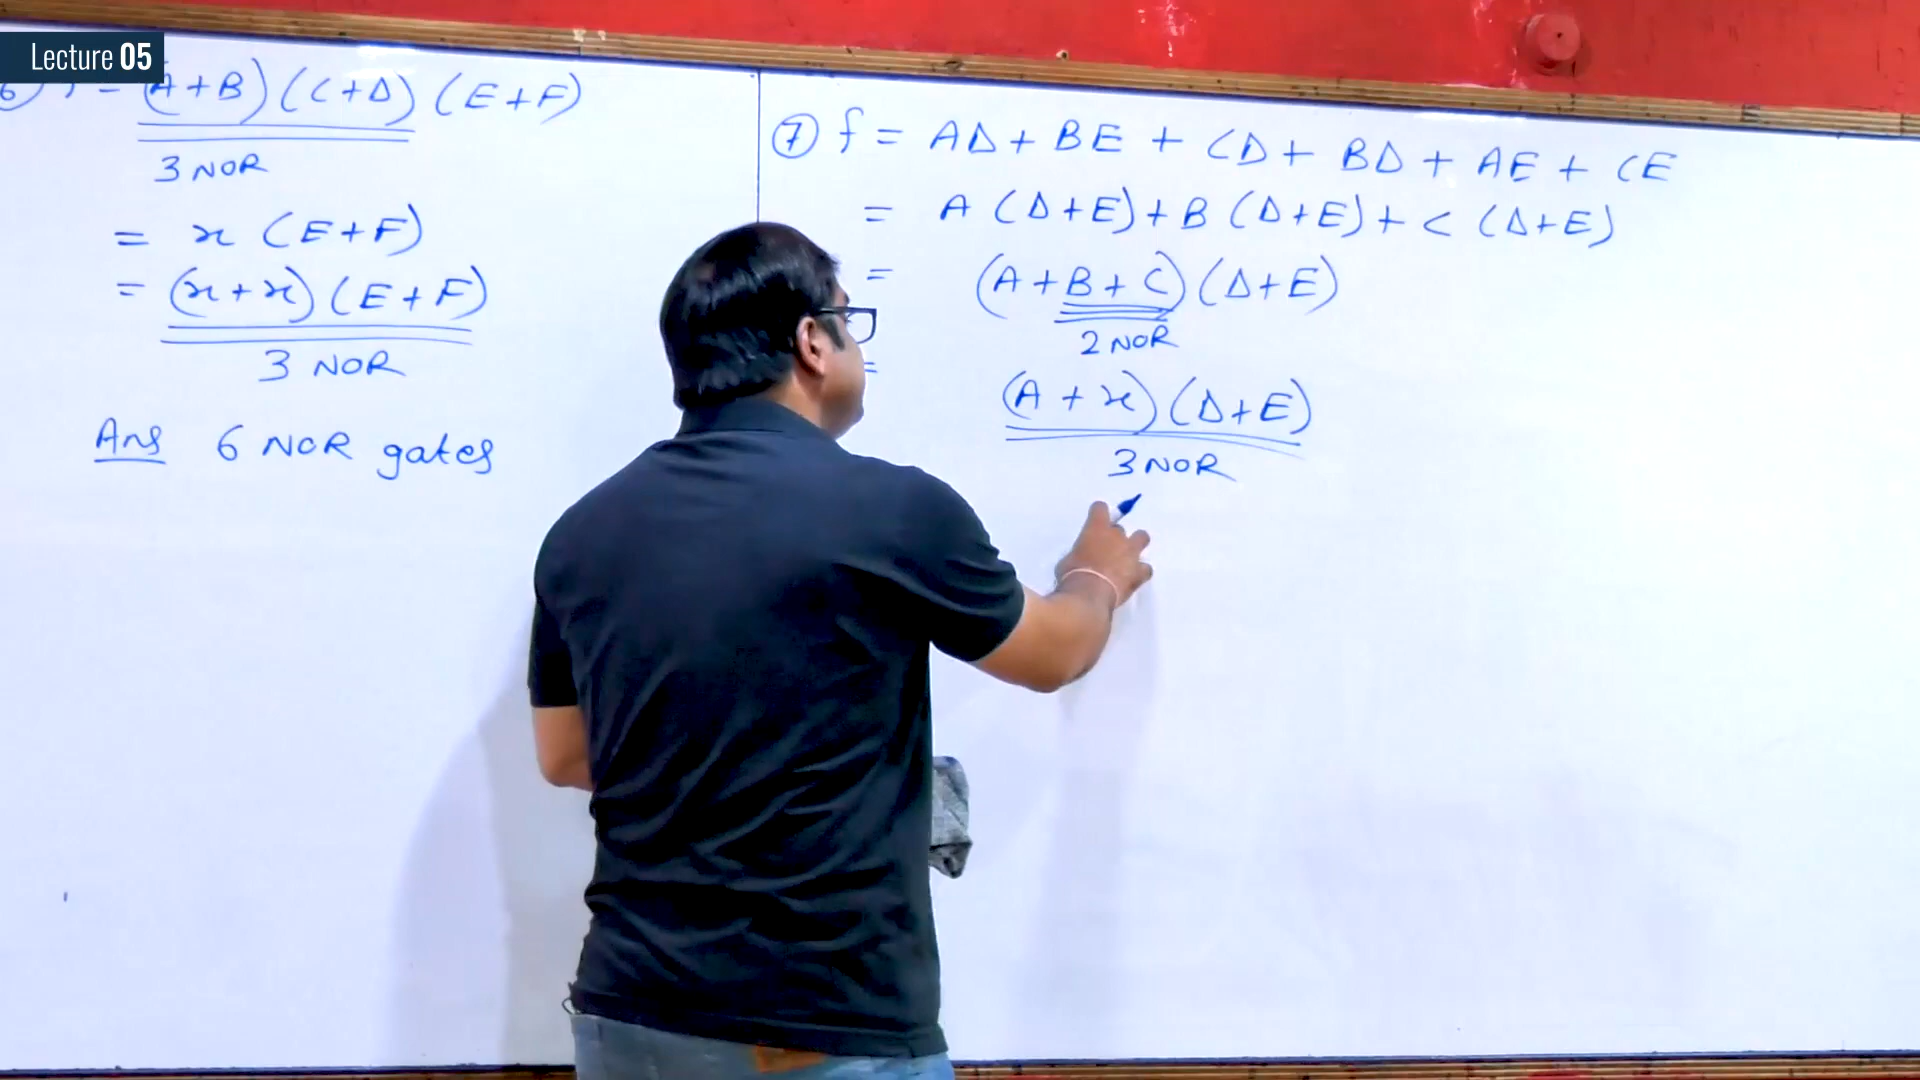 Lecture 05
= (A+B) (C+D) (E+F)
3 NOR
= x (E+F)
= (x+x) (E+F)
3 NOR
Ans 6 NOR gates
⑦ f = AD + BE + CD + BD + AE + CE
= A (D+E) + B (D+E) + C (D+E)
= (A+B+C) (D+E)
2 NOR
= (A+x) (D+E)
3 NOR